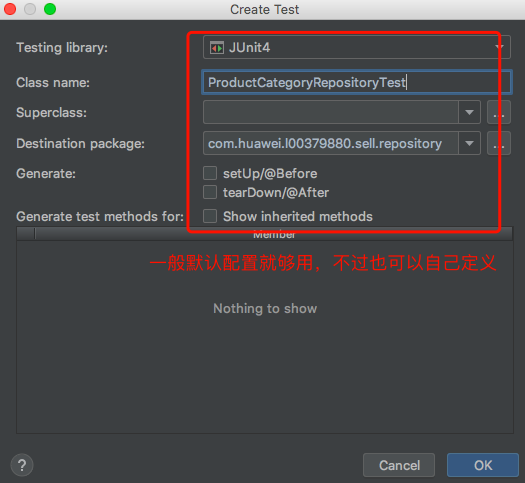 Create Test
Testing library: JUnit4
Class name: ProductCategoryRepositoryTest
Superclass: ...
Destination package: com.huawei.l00379880.sell.repository ...
Generate: setUp/@Before
tearDown/@After
Generate test methods for: Show inherited methods
Member
一般默认配置就够用，不过也可以自己定义
Nothing to show
? Cancel OK